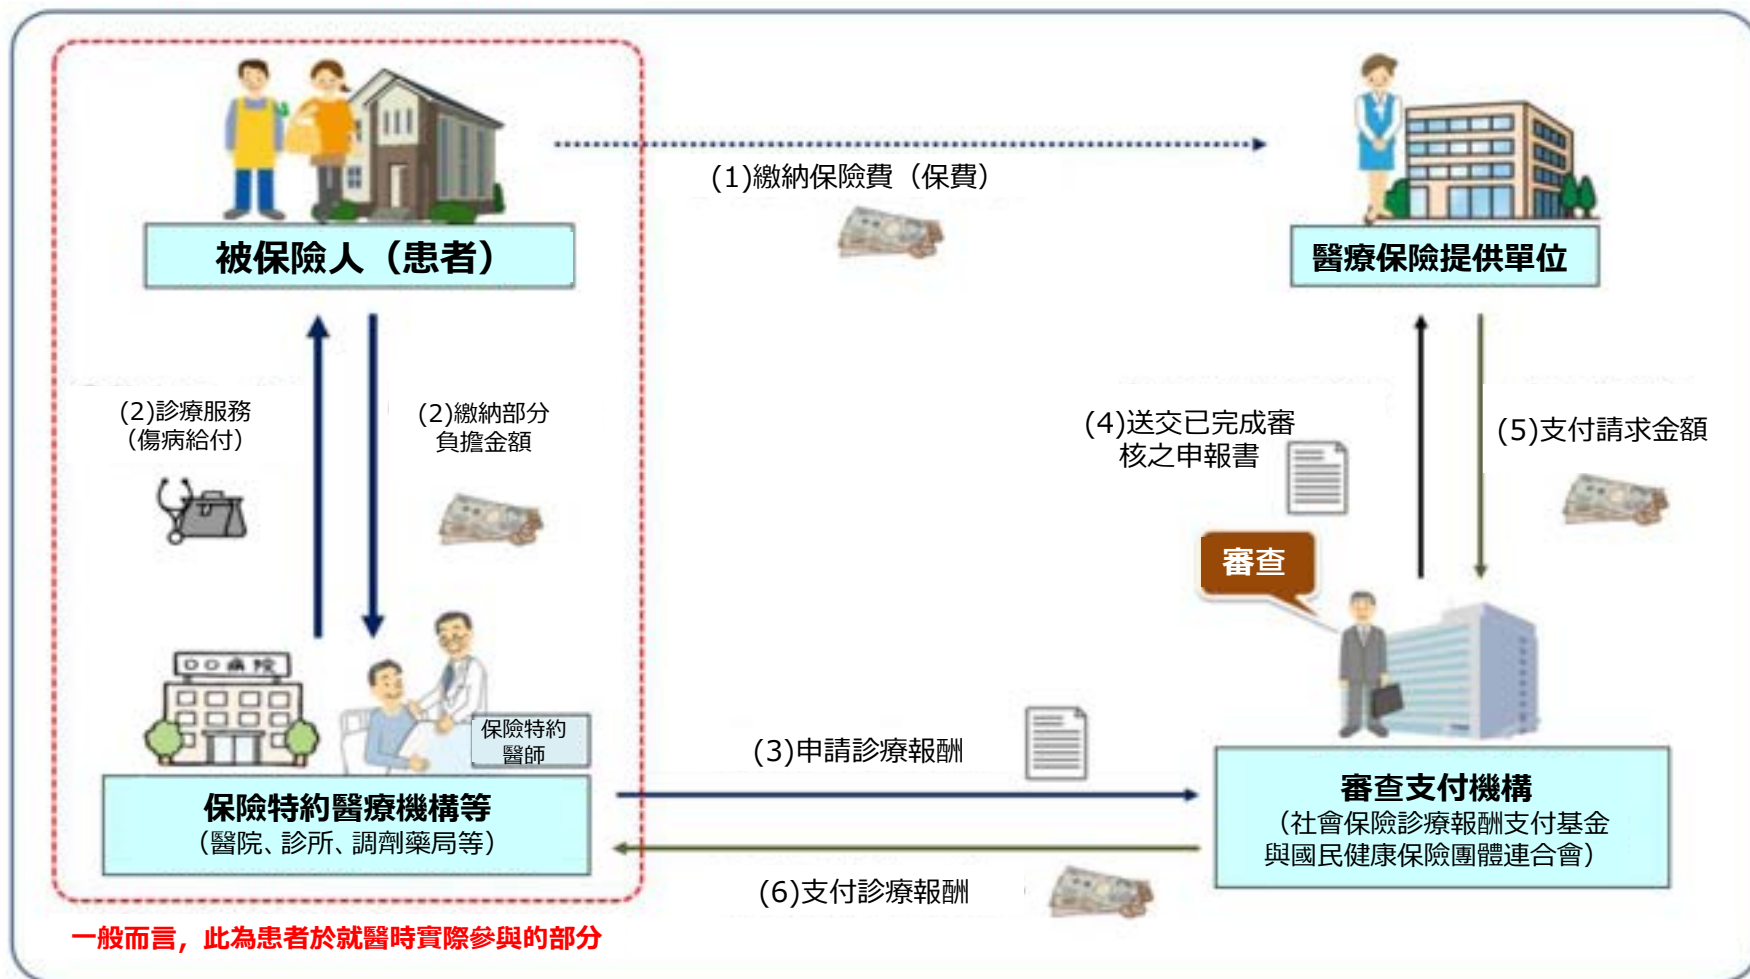 (1)繳納保險費（保費）
被保險人（患者）
醫療保險提供單位
(2)診療服務
（傷病給付）
(2)繳納部分
負擔金額
(4)送交已完成審
核之申報書
(5)支付請求金額
審查
〇〇病院
保險特約
醫師
(3)申請診療報酬
保險特約醫療機構等
（醫院、診所、調劑藥局等）
審查支付機構
（社會保險診療報酬支付基金
與國民健康保險團體連合會）
(6)支付診療報酬
一般而言，此為患者於就醫時實際參與的部分